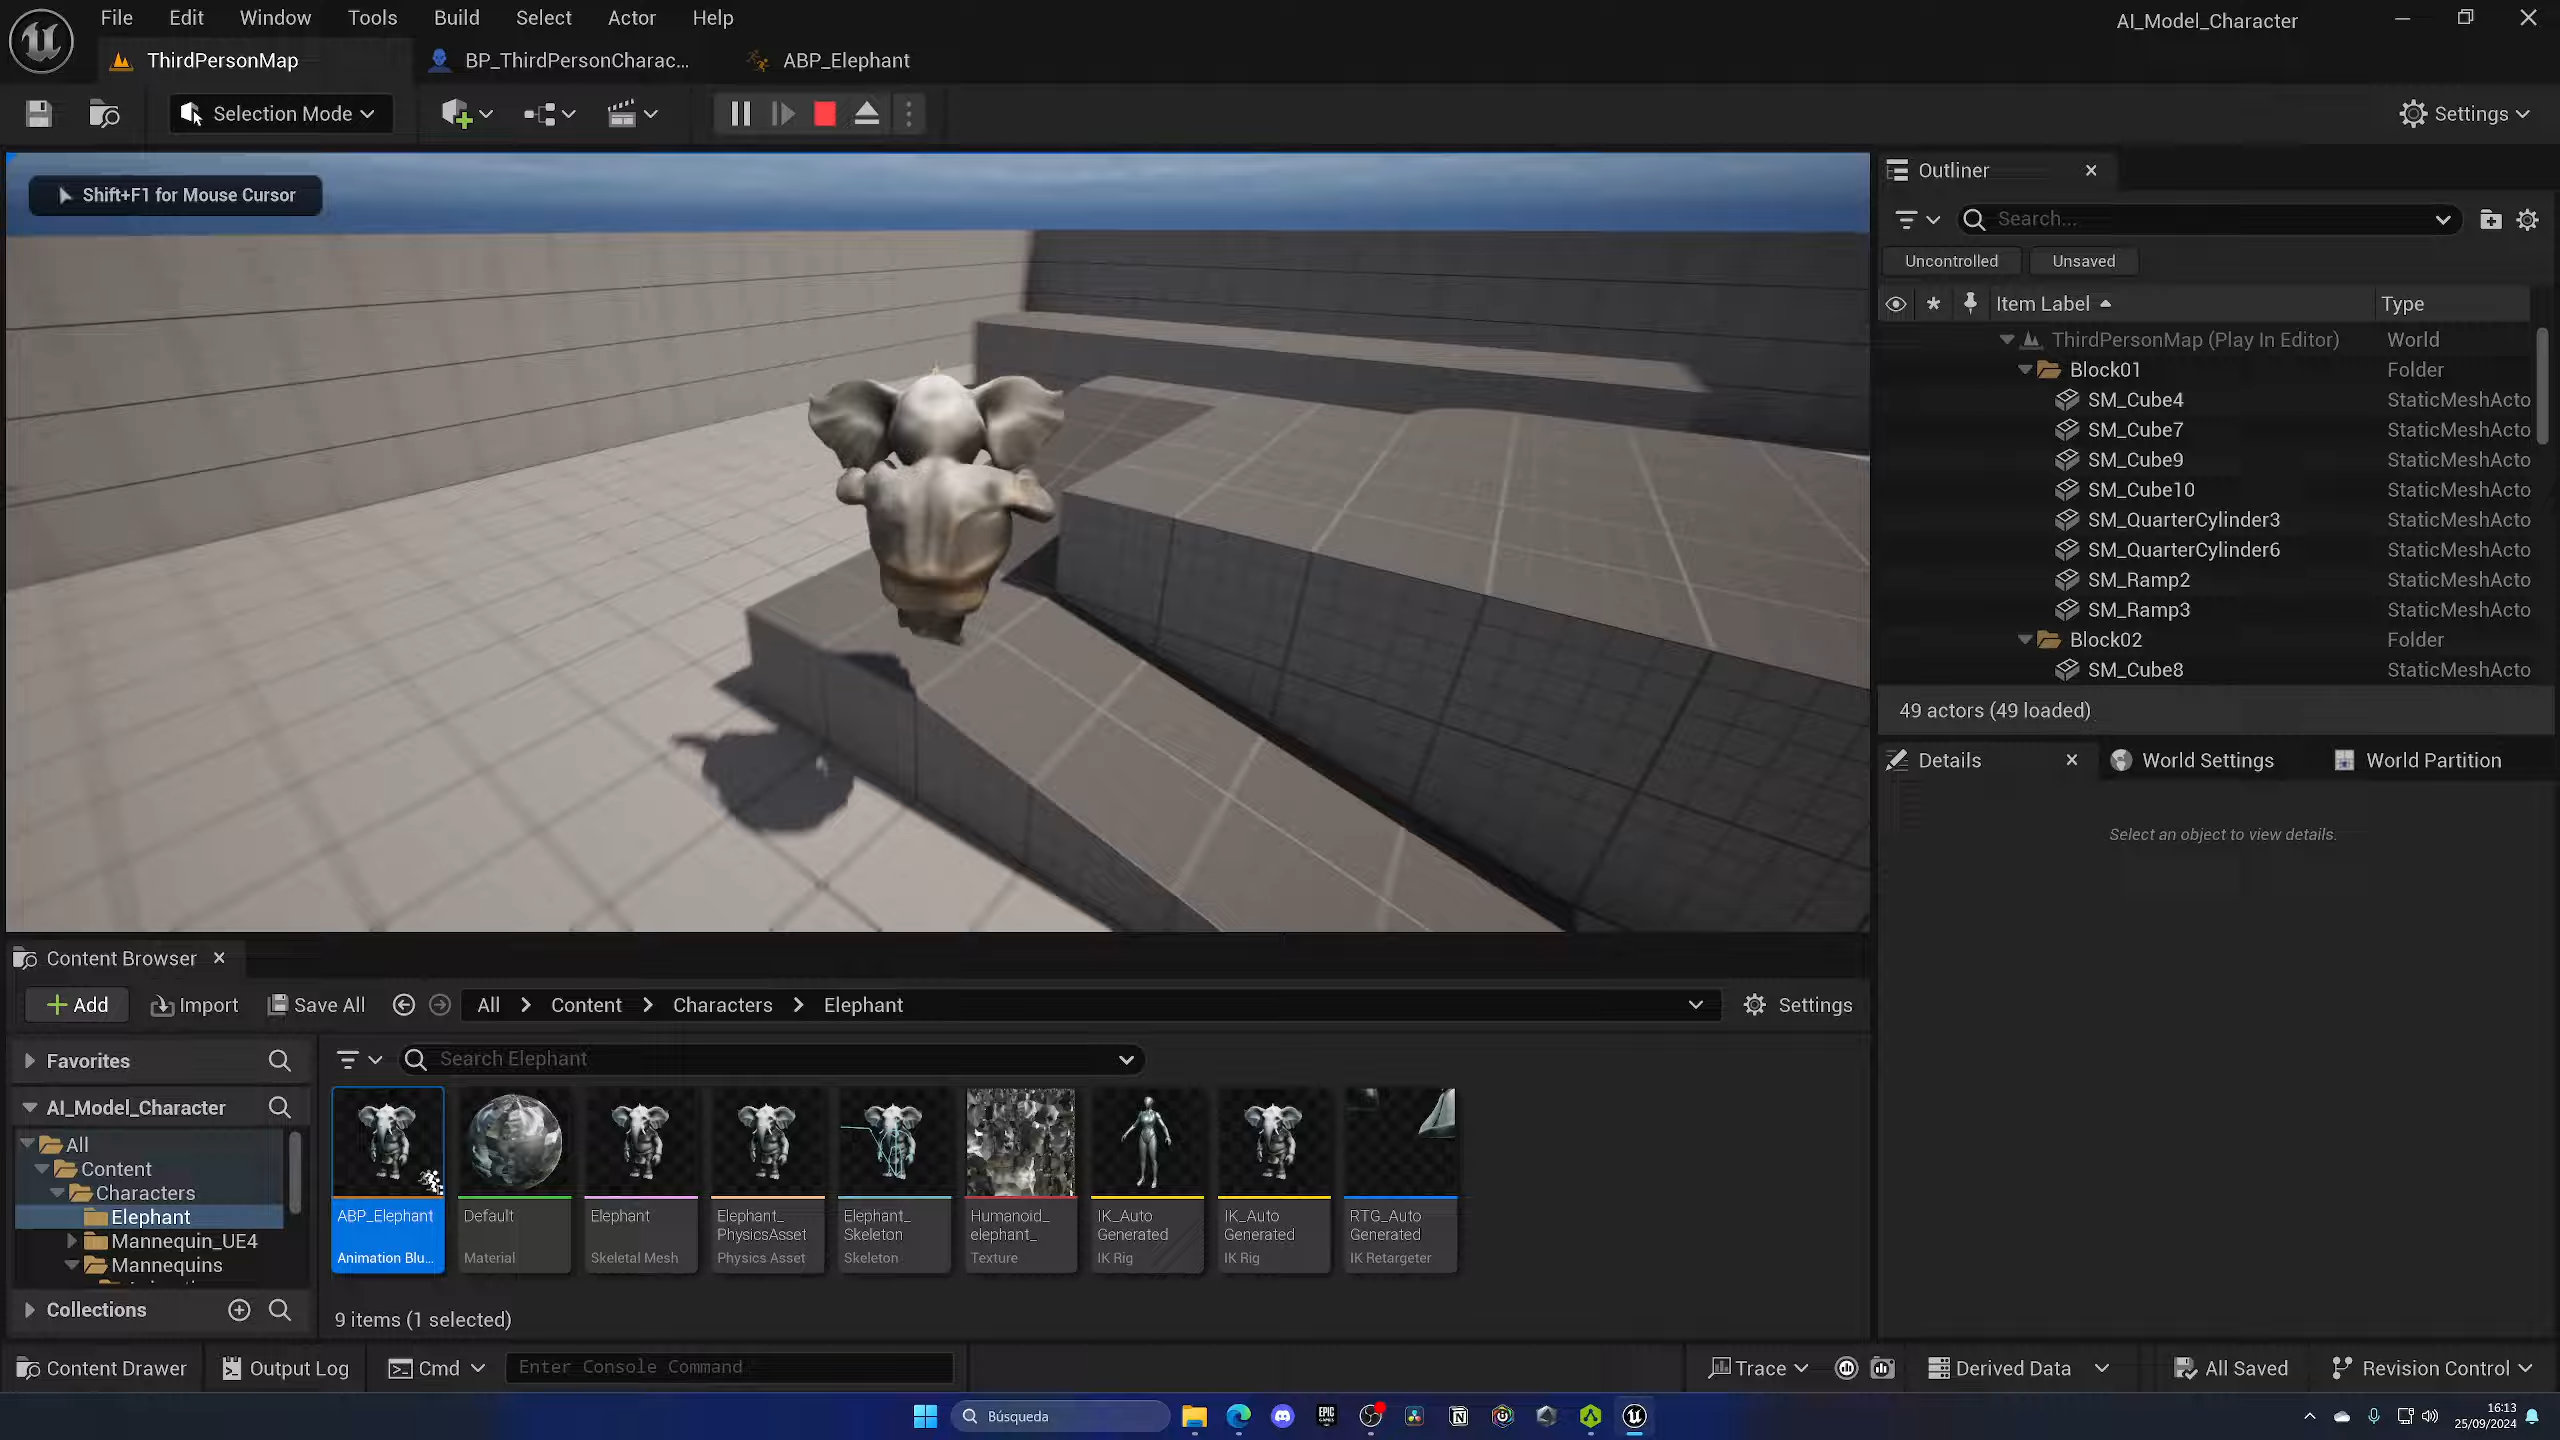 File Edit Window Tools Build Select Actor Help
AI_Model_Character
ThirdPersonMap
BP_ThirdPersonCharac...
ABP_Elephant
Selection Mode
Settings
Shift+F1 for Mouse Cursor
Outliner
Search...
Uncontrolled
Unsaved
Item Label
Type
ThirdPersonMap (Play In Editor) World
Block01 Folder
SM_Cube4 StaticMeshActo
SM_Cube7 StaticMeshActo
SM_Cube9 StaticMeshActo
SM_Cube10 StaticMeshActo
SM_QuarterCylinder3 StaticMeshActo
SM_QuarterCylinder6 StaticMeshActo
SM_Ramp2 StaticMeshActo
SM_Ramp3 StaticMeshActo
Block02 Folder
SM_Cube8 StaticMeshActo
49 actors (49 loaded)
Details
World Settings
World Partition
Select an object to view details.
Content Browser
Add
Import
Save All
All > Content > Characters > Elephant
Settings
Favorites
Search Elephant
AI_Model_Character
All
Content
Characters
Elephant
Mannequin_UE4
Mannequins
Collections
ABP_Elephant
Animation Blu...
Default
Material
Elephant
Skeletal Mesh
Elephant_
PhysicsAsset
Physics Asset
Elephant_
Skeleton
Skeleton
Humanoid_
elephant_
Texture
IK_Auto
Generated
IK Rig
IK_Auto
Generated
IK Rig
RTG_Auto
Generated
IK Retargeter
9 items (1 selected)
Content Drawer
Output Log
Cmd
Enter Console Command
Trace
Derived Data
All Saved
Revision Control
Búsqueda
EPIC
GAMES
16:13
25/09/2024